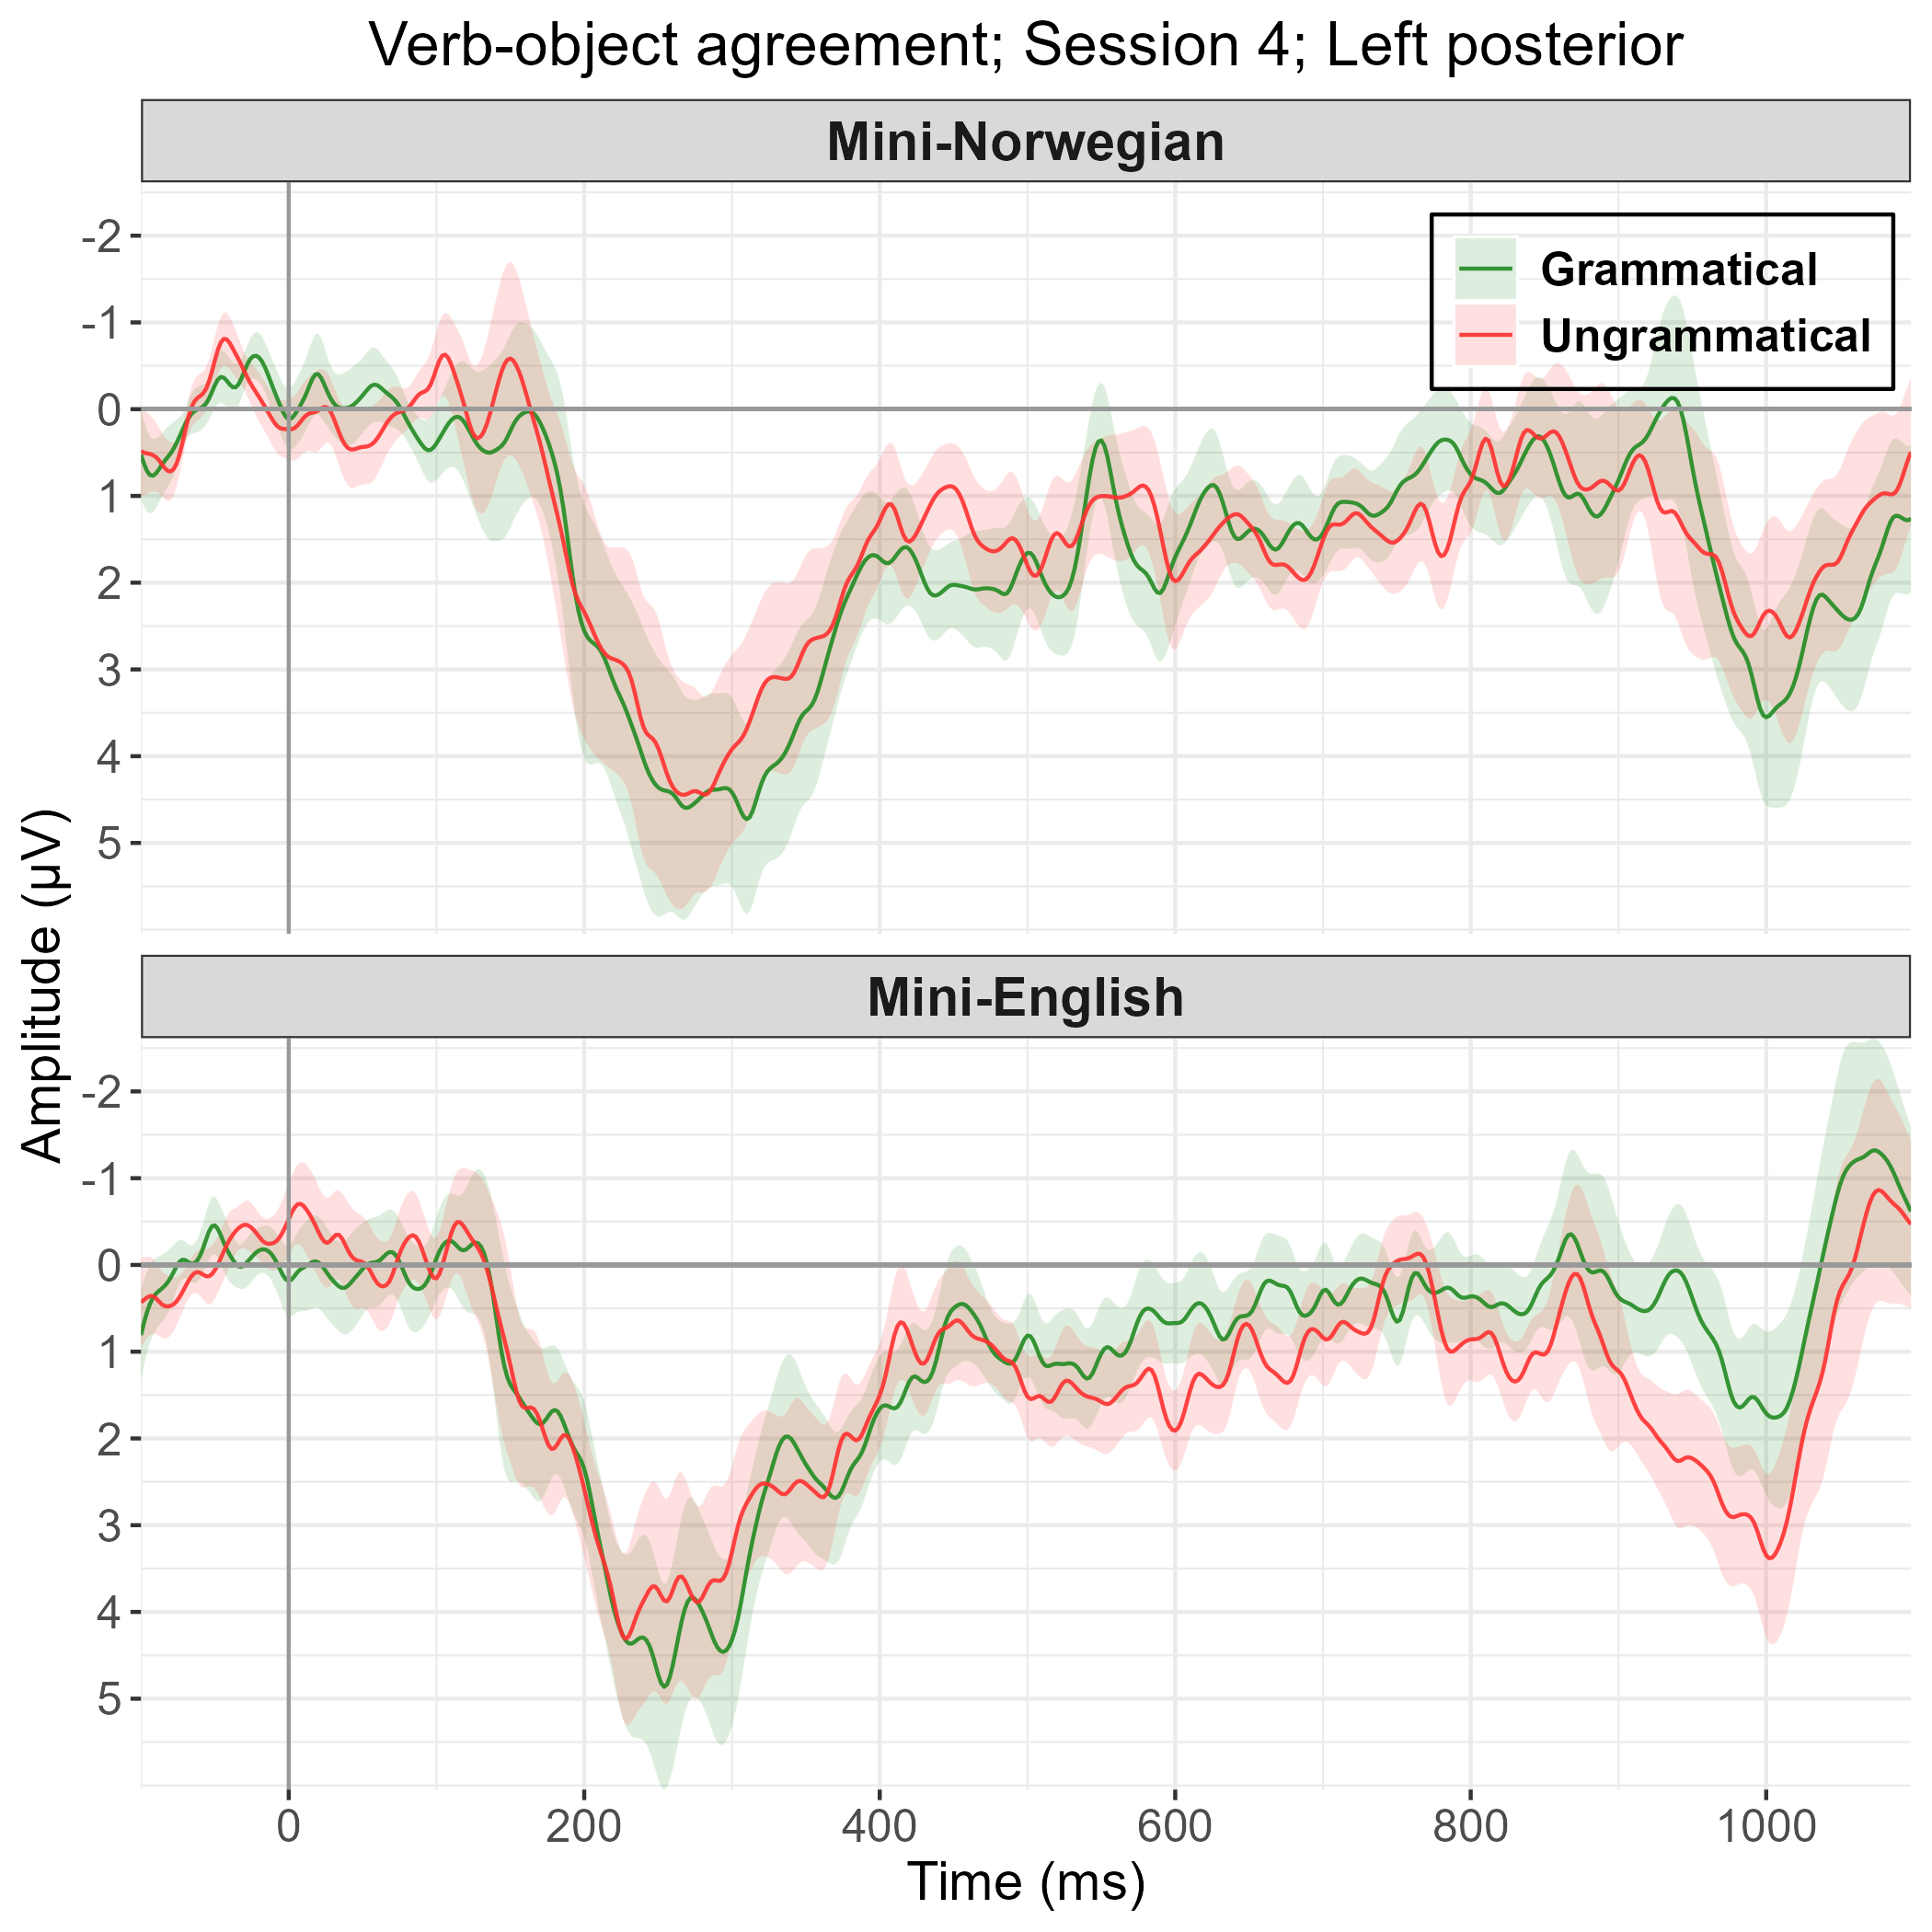 Verb-object agreement; Session 4; Left posterior
Mini-Norwegian
Grammatical
Ungrammatical
-2
-1
0
1
2
3
4
5
Amplitude (µV)
Mini-English
-2
-1
0
1
2
3
4
5
0 200 400 600 800 1000
Time (ms)